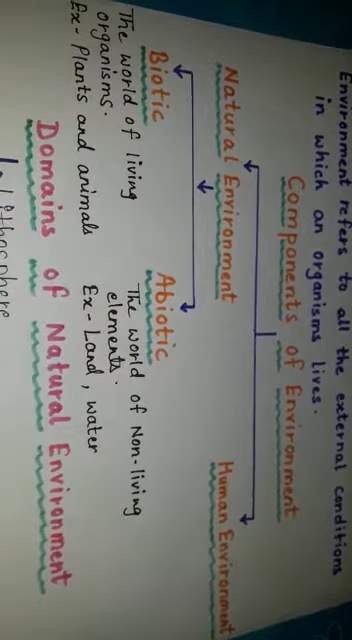 Environment refers to all the external conditions
in which an organisms lives.
Components of Environment
Natural Environment
Human Environment
Biotic
Abiotic
The world of living
organisms.
Ex- Plants and animals
The world of Non-living
elements.
Ex- Land, water
Domains of Natural Environment
Lithosphere